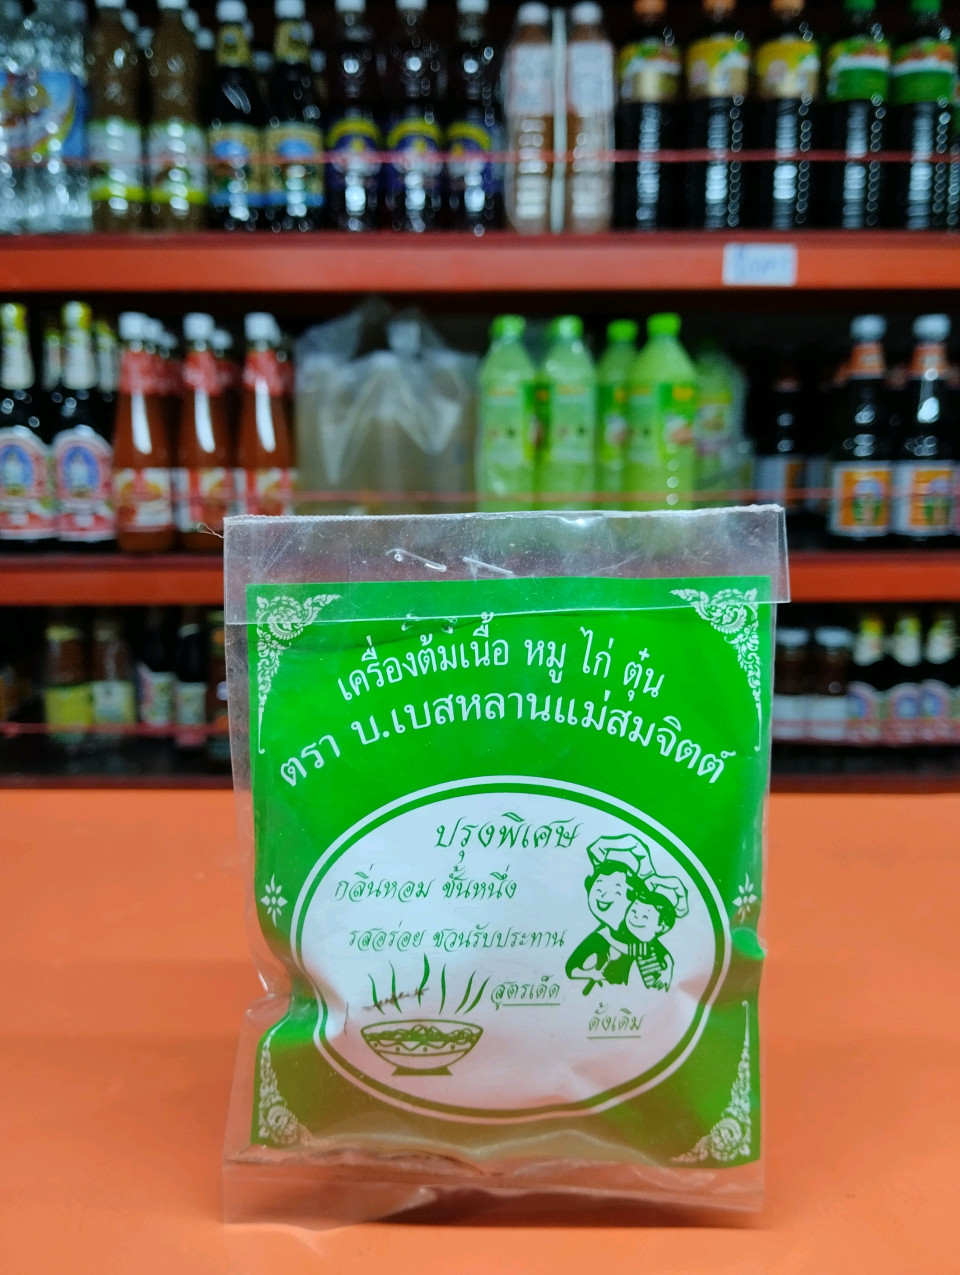 เครื่องต้มเนื้อ หมู ไก่ ตุ๋น
ตรา บ.เบสหลานแม่สมจิตต์
ปรุงพิเศษ
กลิ่นหอม ชั้นหนึ่ง
รสอร่อย ชวนรับประทาน
สูตรเด็ด
ดั้งเดิม